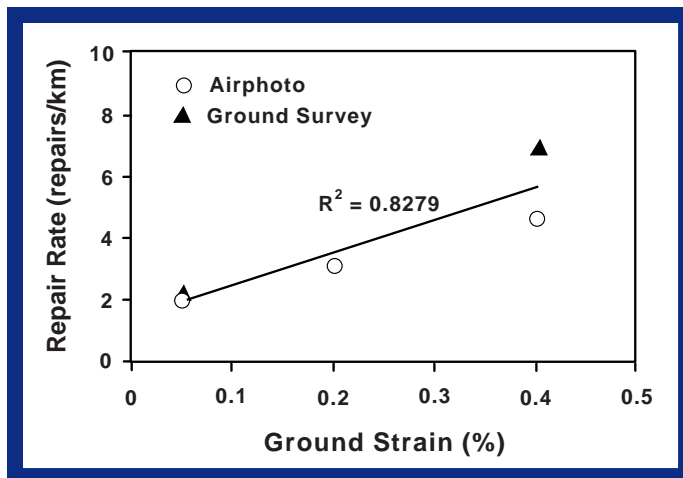 Repair Rate (repairs/km)
10
8
6
4
2
0
Airphoto
Ground Survey
R² = 0.8279
0 0.1 0.2 0.3 0.4 0.5
Ground Strain (%)